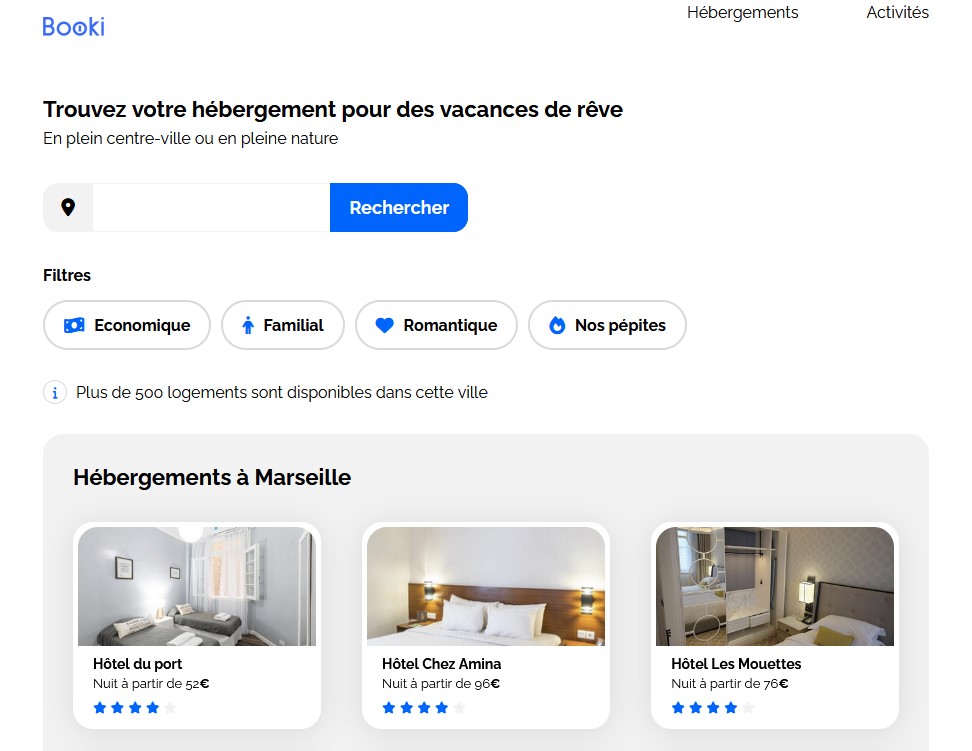 Booki
Hébergements
Activités
Trouvez votre hébergement pour des vacances de rêve
En plein centre-ville ou en pleine nature
Rechercher
Filtres
Economique
Familial
Romantique
Nos pépites
Plus de 500 logements sont disponibles dans cette ville
Hébergements à Marseille
Hôtel du port
Nuit à partir de 52€
Hôtel Chez Amina
Nuit à partir de 96€
Hôtel Les Mouettes
Nuit à partir de 76€